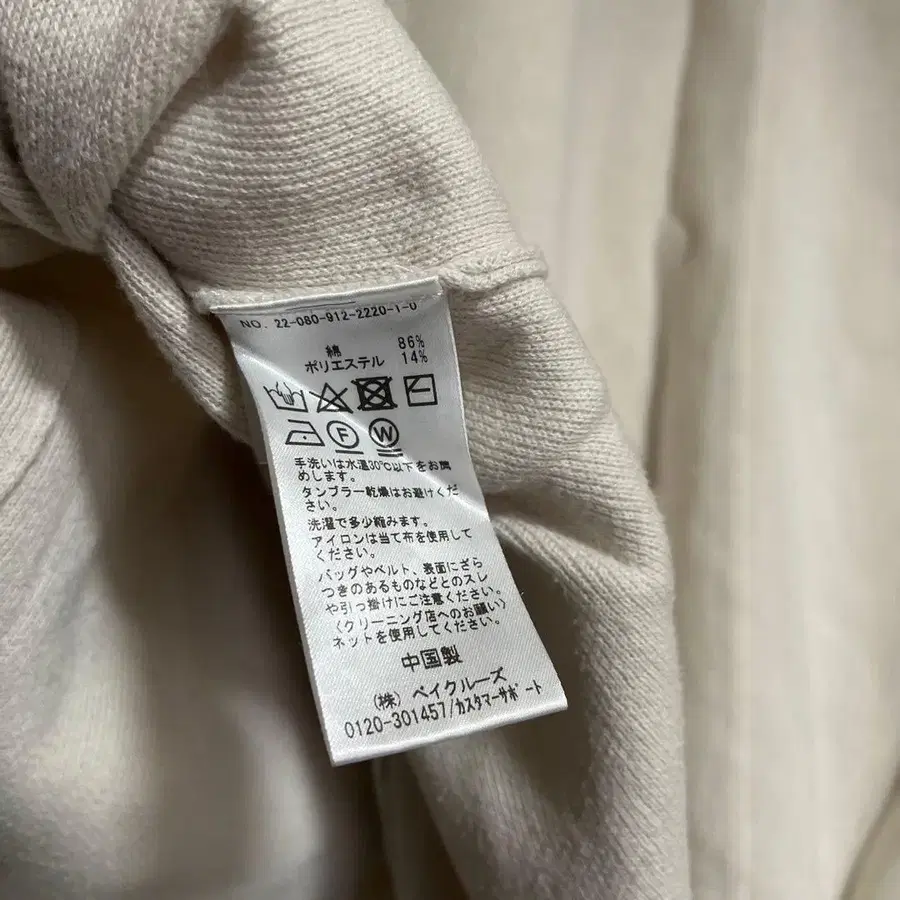 NO. 22-080-912-2220-1-0
綿 86%
ポリエステル 14%
F W
手洗いは水温30℃以下をお薦
めします。
タンブラー乾燥はお避けくだ
さい。
洗濯で多少縮みます。
アイロンは当て布を使用して
ください。
バッグやベルト、表面にざら
つきのあるものなどとのスレ
や引っ掛けにご注意ください。
〈クリーニング店へのお願い〉
ネットを使用してください。
中国製
(株) ベイクルーズ
0120-301457/カスタマーサポート